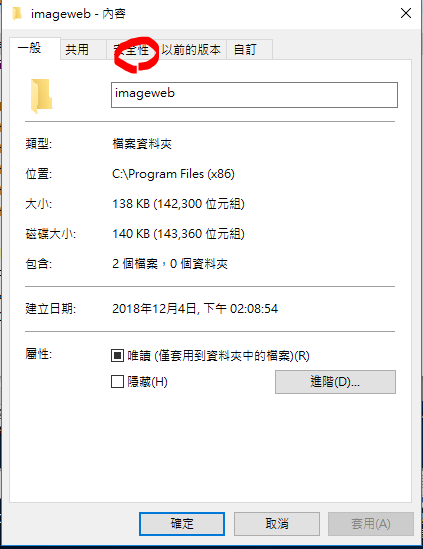 imageweb - 內容
一般 共用 安全性 以前的版本 自訂
imageweb
類型: 檔案資料夾
位置: C:\Program Files (x86)
大小: 138 KB (142,300 位元組)
磁碟大小: 140 KB (143,360 位元組)
包含: 2 個檔案，0 個資料夾
建立日期: 2018年12月4日, 下午 02:08:54
屬性: 唯讀 (僅套用到資料夾中的檔案)(R)
隱藏(H) 進階(D)...
確定 取消 套用(A)